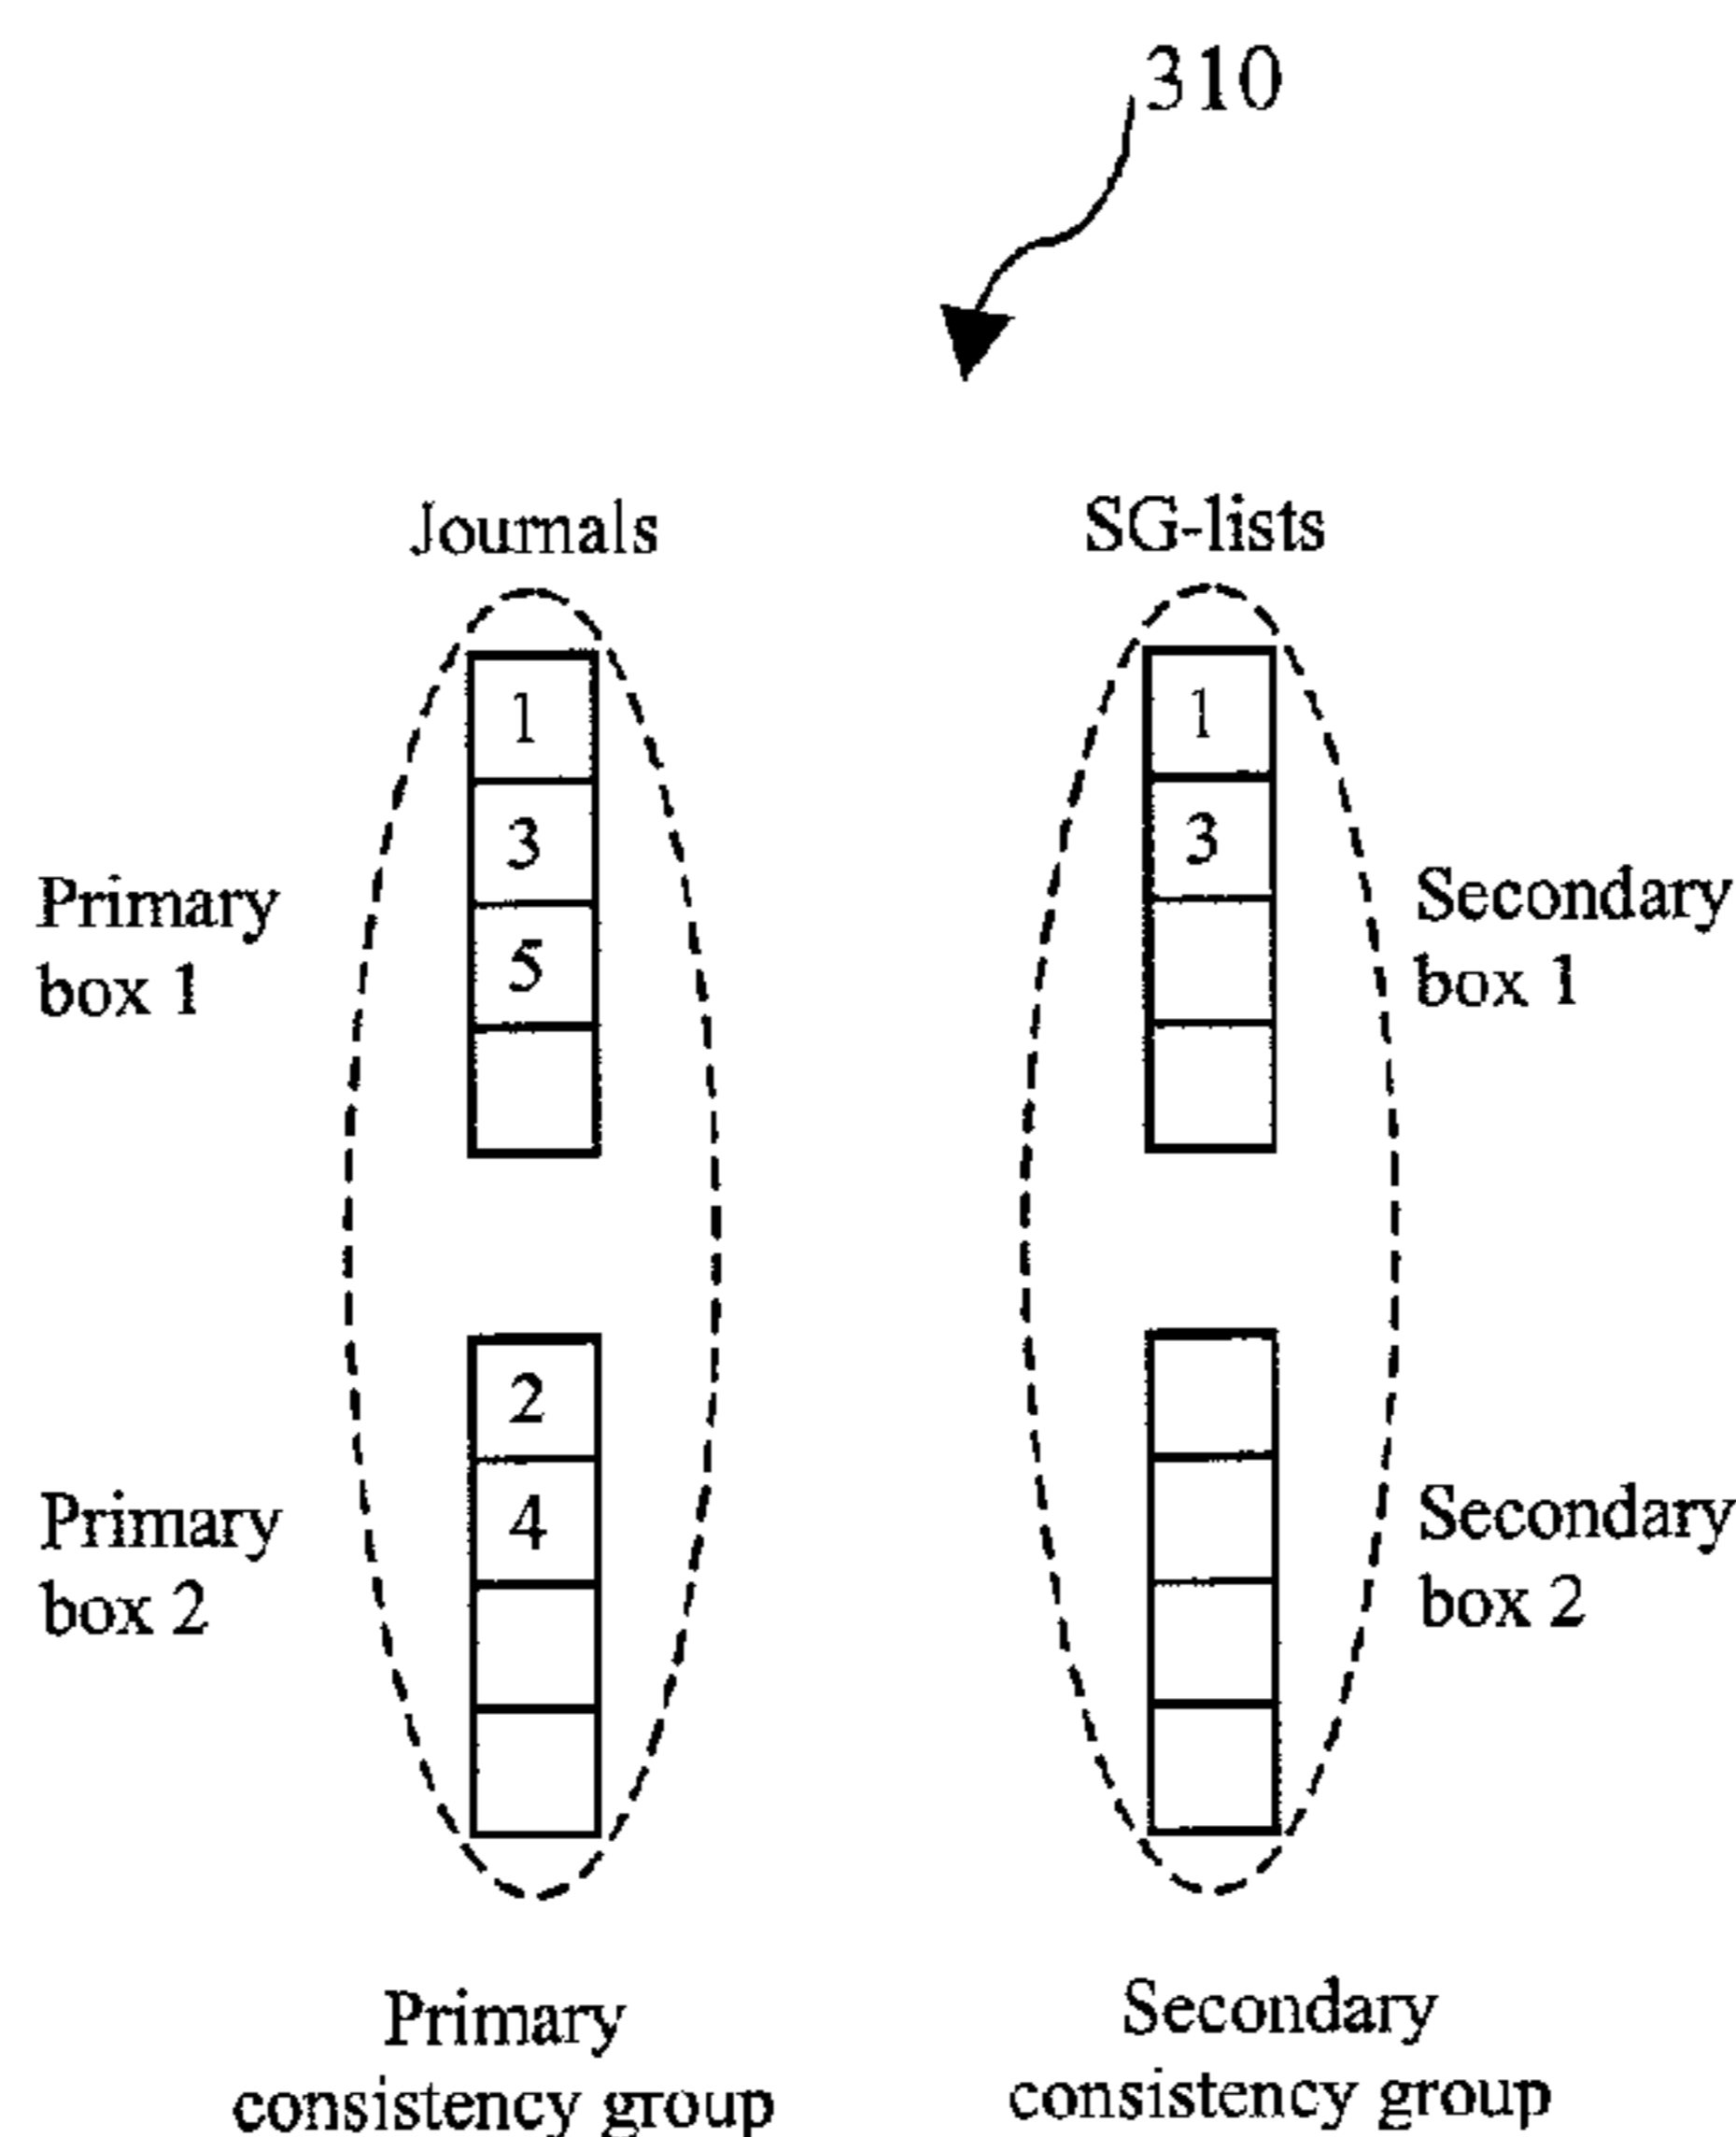 310
Journals
SG-lists
1
3
5
1
3
Primary
box 1
Secondary
box 1
2
4
Primary
box 2
Secondary
box 2
Primary
consistency group
Secondary
consistency group